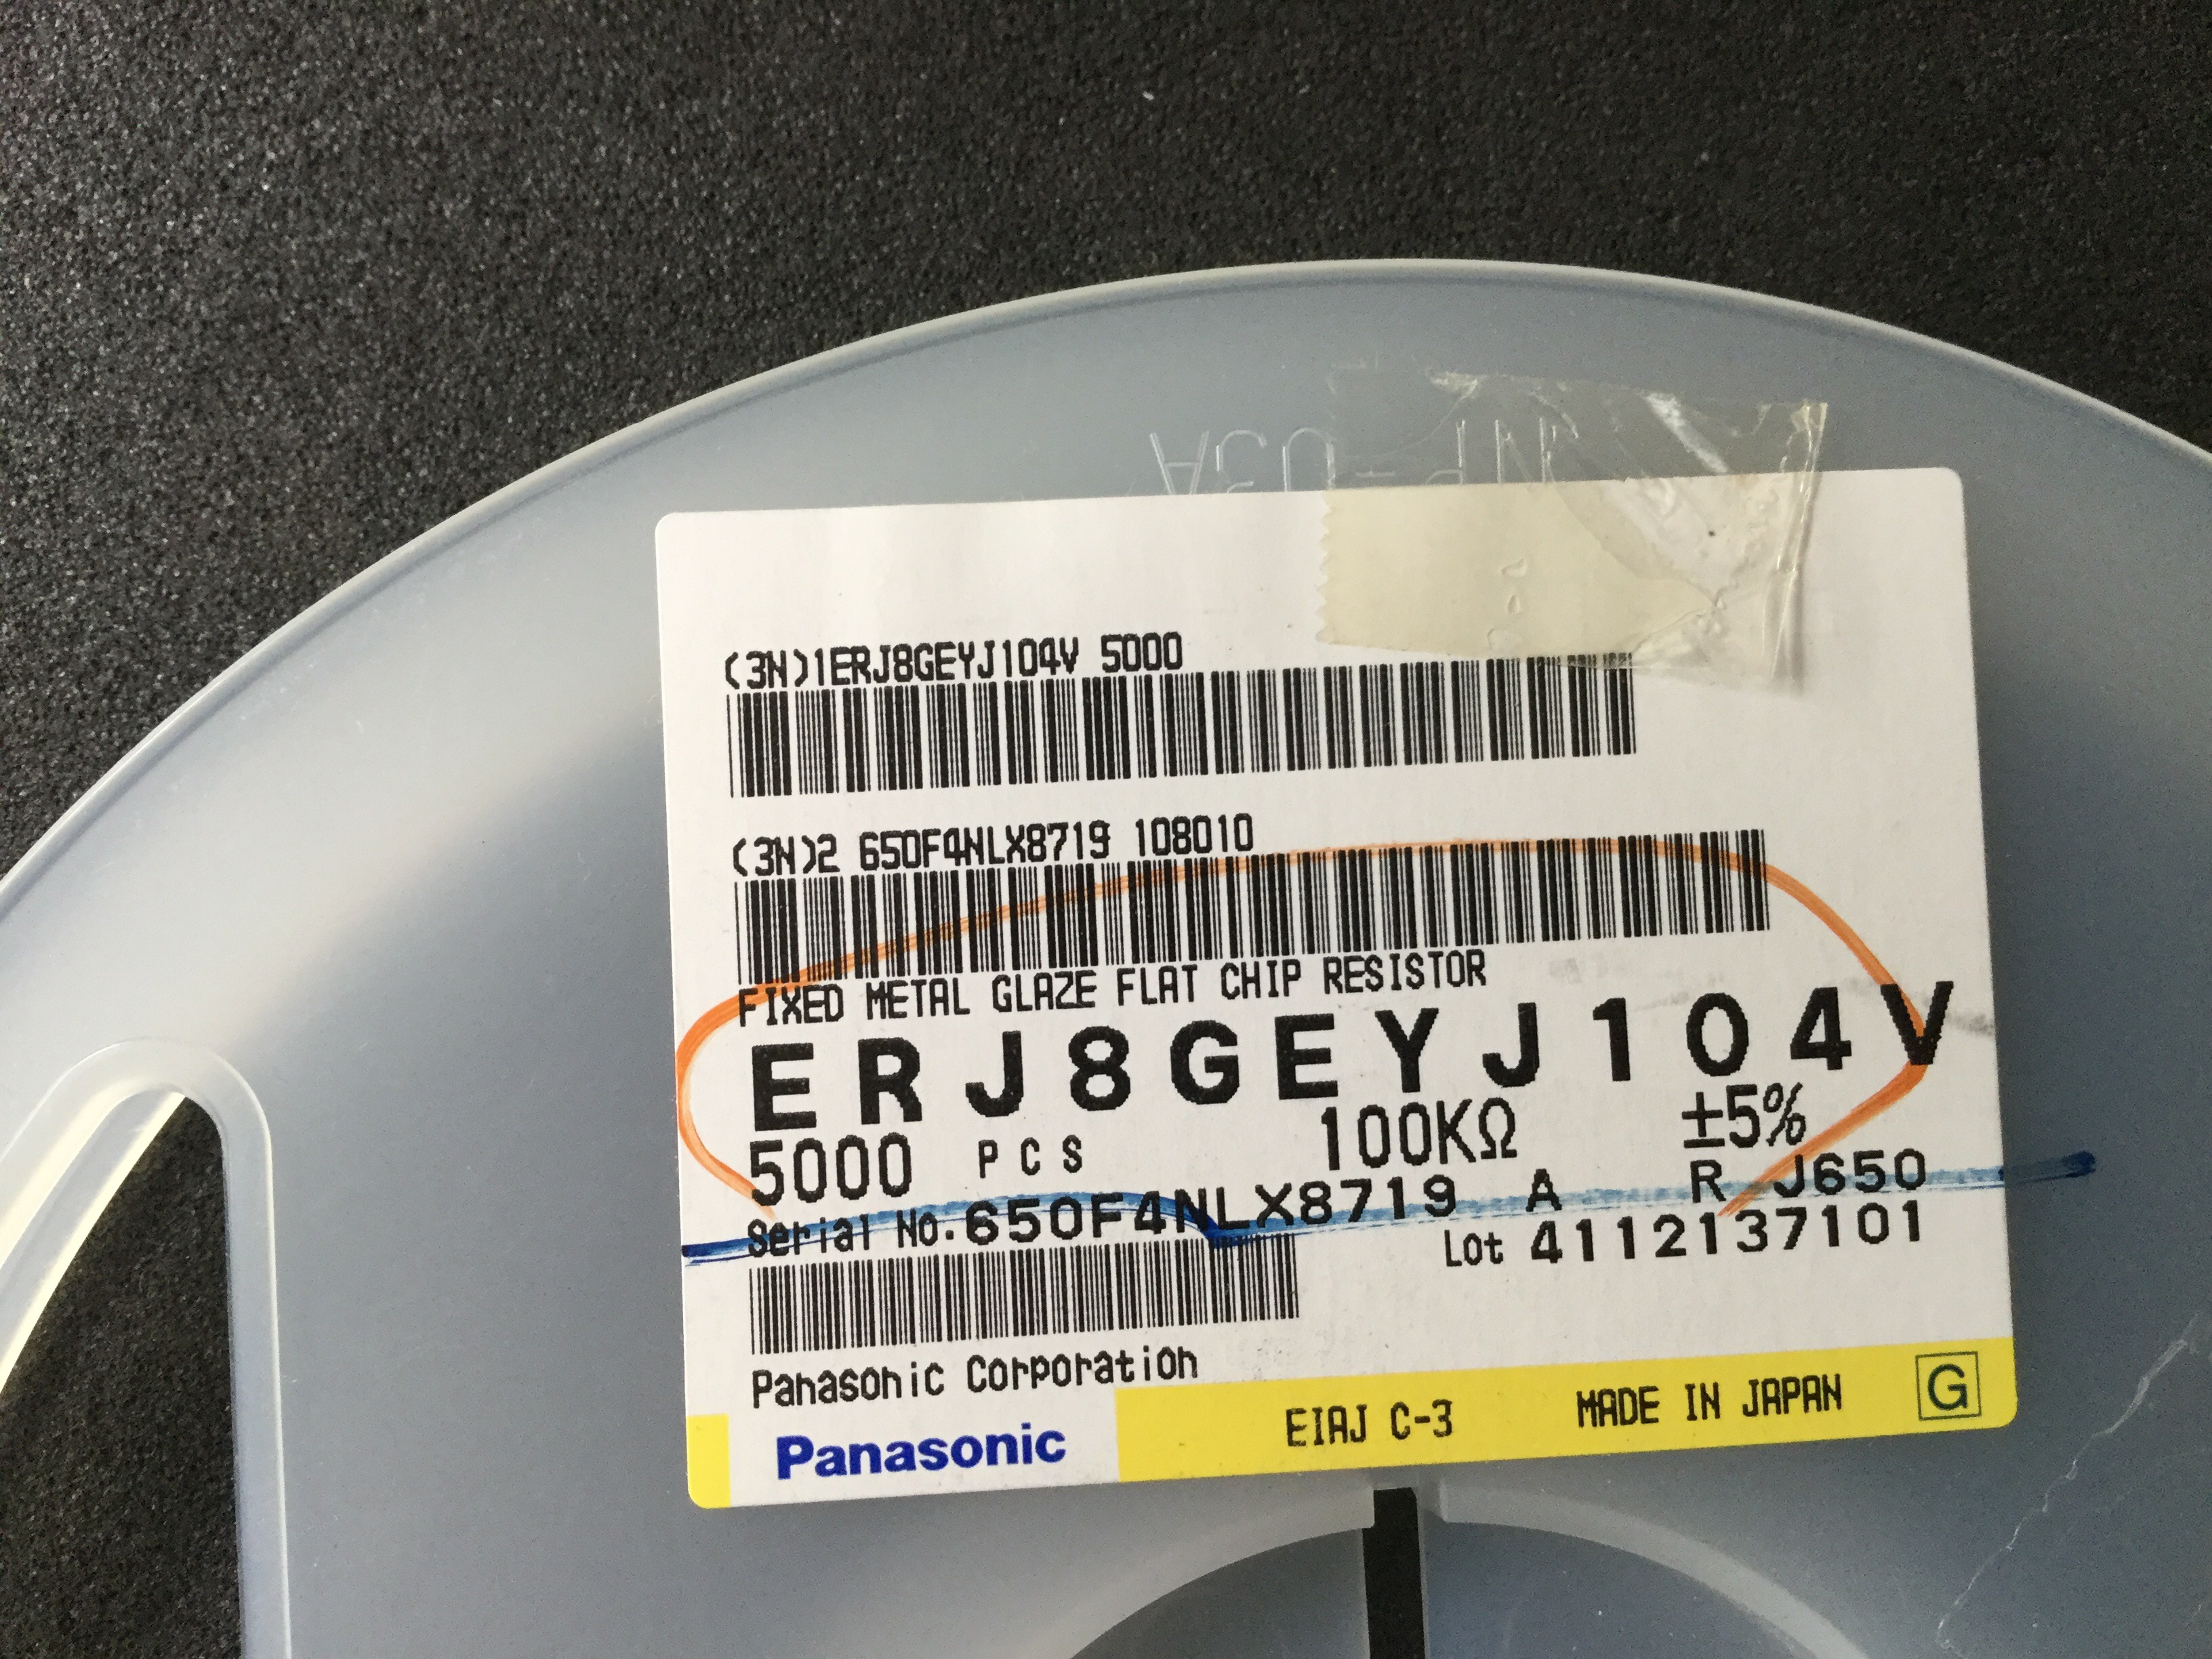 (3N)1ERJ8GEYJ104V 5000
(3N)2 650F4NLX8719 108010
FIXED METAL GLAZE FLAT CHIP RESISTOR
ERJ8GEYJ104V
5000 PCS 100KΩ ±5%
Serial No.650F4NLX8719 A R J650
Lot 4112137101
Panasonic Corporation
Panasonic EIAJ C-3 MADE IN JAPAN G